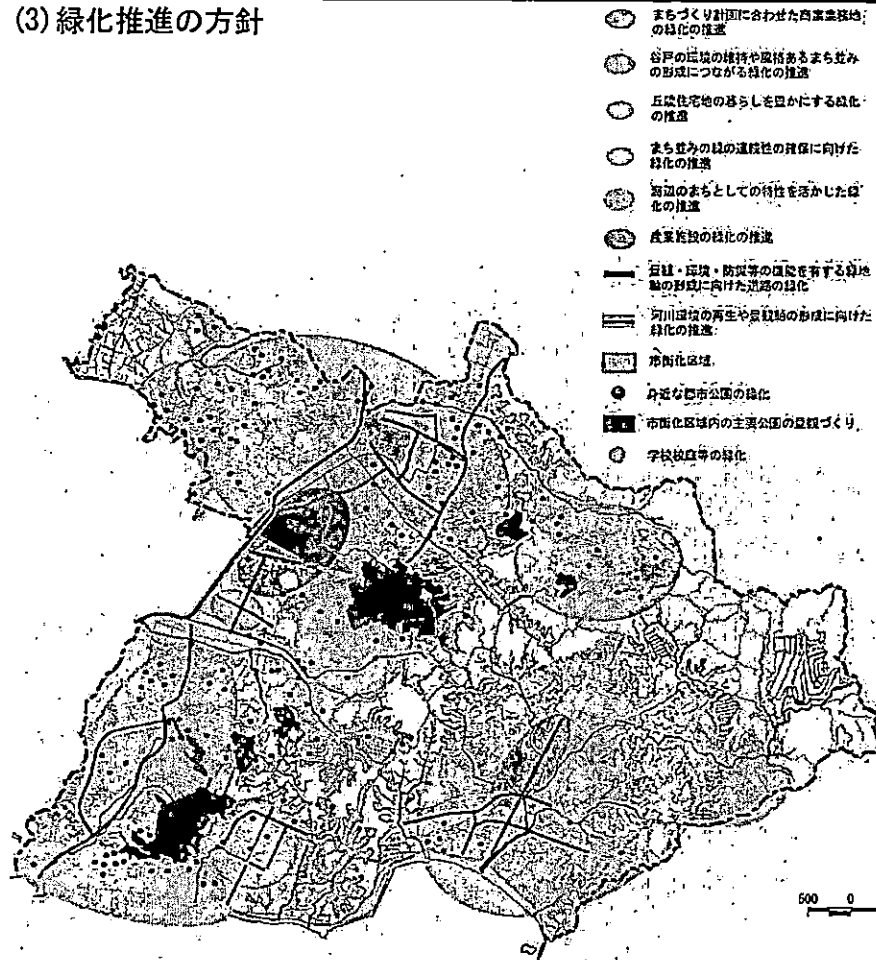 (3)緑化推進の方針
まちづくり計画に合わせた商業業務地
の緑化の推進
谷戸の環境の維持や風格あるまち並み
の形成につながる緑化の推進
丘陵住宅地の暮らしを豊かにする緑化
の推進
まち並みの緑の連続性の確保に向けた
緑化の推進
海辺のまちとしての特性を活かした緑
化の推進
産業施設の緑化の推進
景観・環境・防災等の機能を有する緑地
軸の形成に向けた道路の緑化
河川環境の再生や景観軸の形成に向けた
緑化の推進
市街化区域
身近な都市公園の緑化
市街化区域内の主要公園の景観づくり
学校校庭等の緑化
500 0